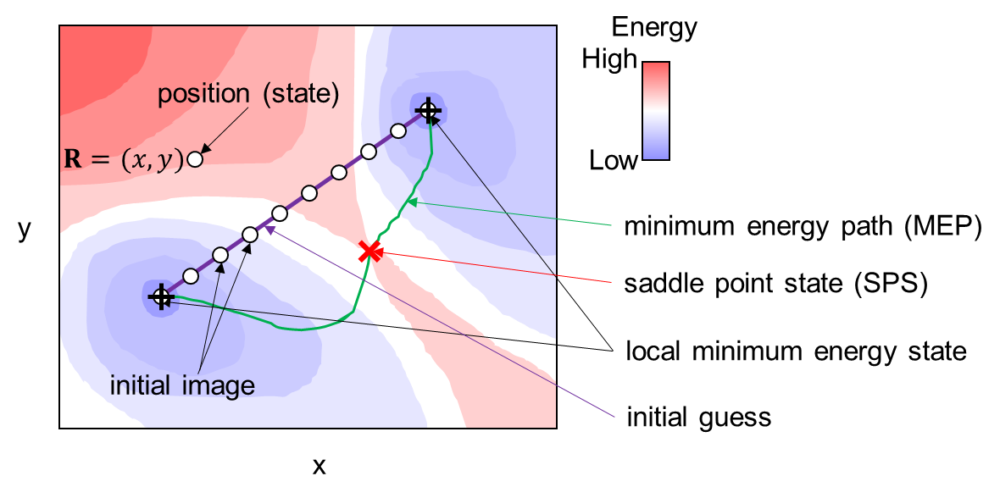 Energy
High
Low
position (state)
R = (x, y)
y
minimum energy path (MEP)
saddle point state (SPS)
local minimum energy state
initial image
initial guess
x